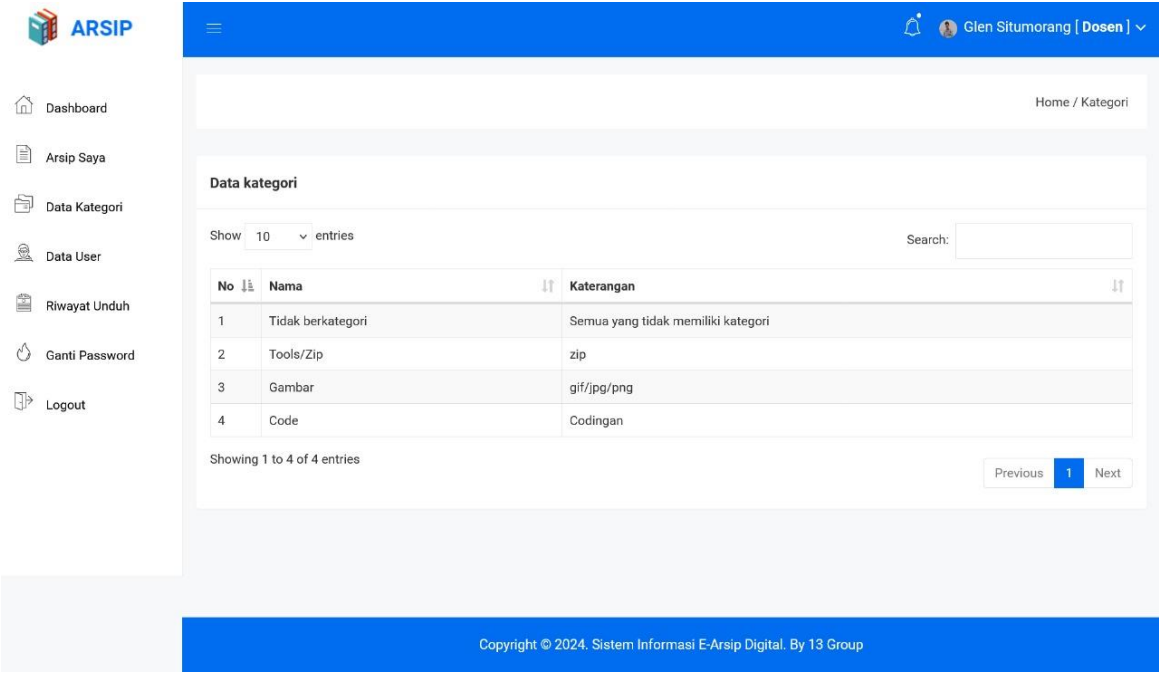 ARSIP
Glen Situmorang [ Dosen ]
Dashboard
Arsip Saya
Data Kategori
Data User
Riwayat Unduh
Ganti Password
Logout
Home / Kategori
Data kategori
Show 10 entries
Search:
No Nama Katerangan
1 Tidak berkategori Semua yang tidak memiliki kategori
2 Tools/Zip zip
3 Gambar gif/jpg/png
4 Code Codingan
Showing 1 to 4 of 4 entries
Previous 1 Next
Copyright © 2024. Sistem Informasi E-Arsip Digital. By 13 Group